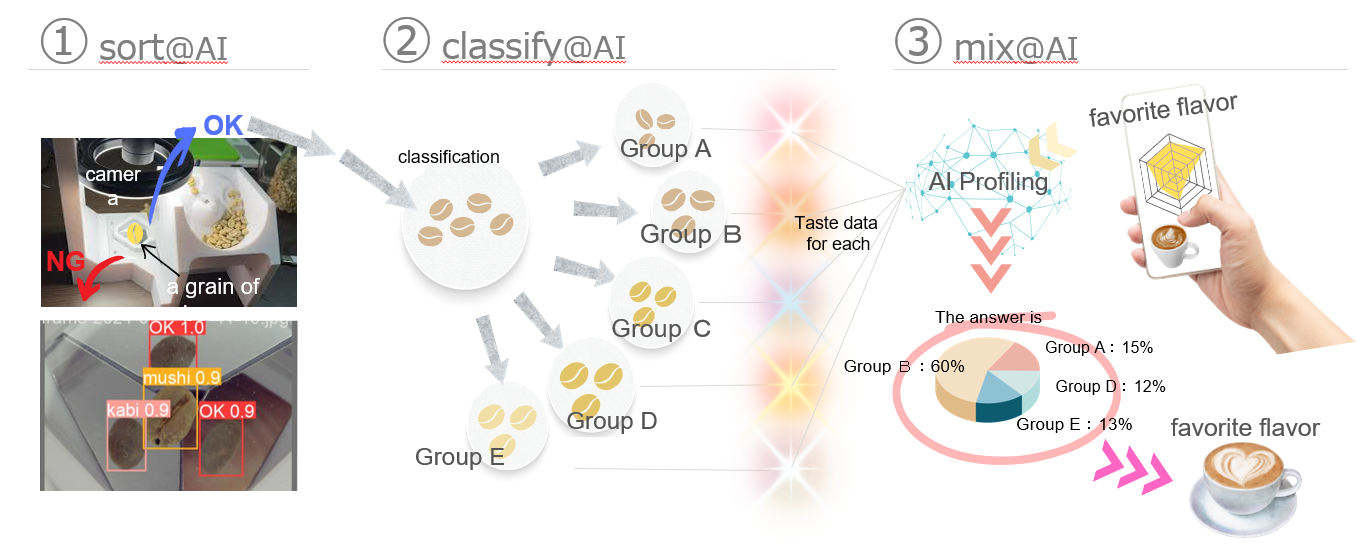 ① sort@AI
② classify@AI
③ mix@AI
OK
camer
a
NG
a grain of
OK 1.0
mushi 0.9
kabi 0.9
OK 0.9
classification
Group A
Group B
Group C
Group D
Group E
Taste data
for each
AI Profiling
favorite flavor
The answer is
Group B：60%
Group A：15%
Group D：12%
Group E：13%
favorite flavor